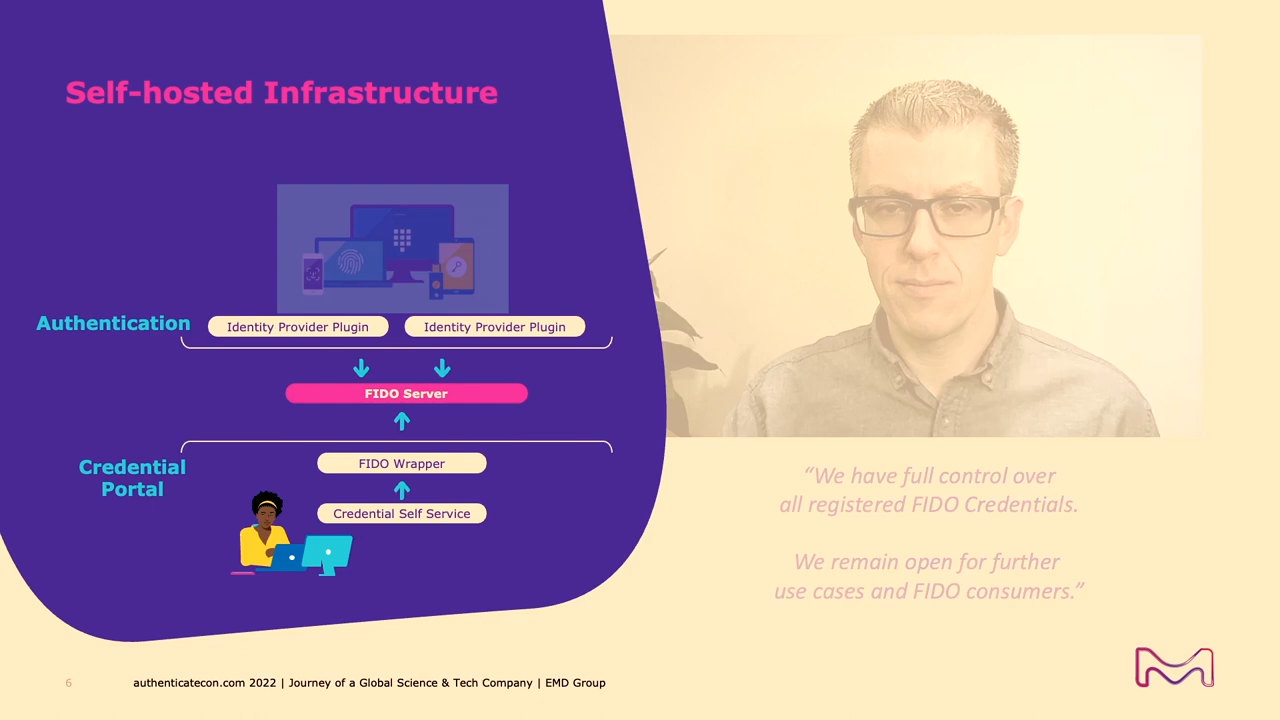 Self-hosted Infrastructure
Authentication
Identity Provider Plugin
Identity Provider Plugin
FIDO Server
Credential
Portal
FIDO Wrapper
Credential Self Service
“We have full control over
all registered FIDO Credentials.
We remain open for further
use cases and FIDO consumers.”
6
authenticatecon.com 2022 | Journey of a Global Science & Tech Company | EMD Group